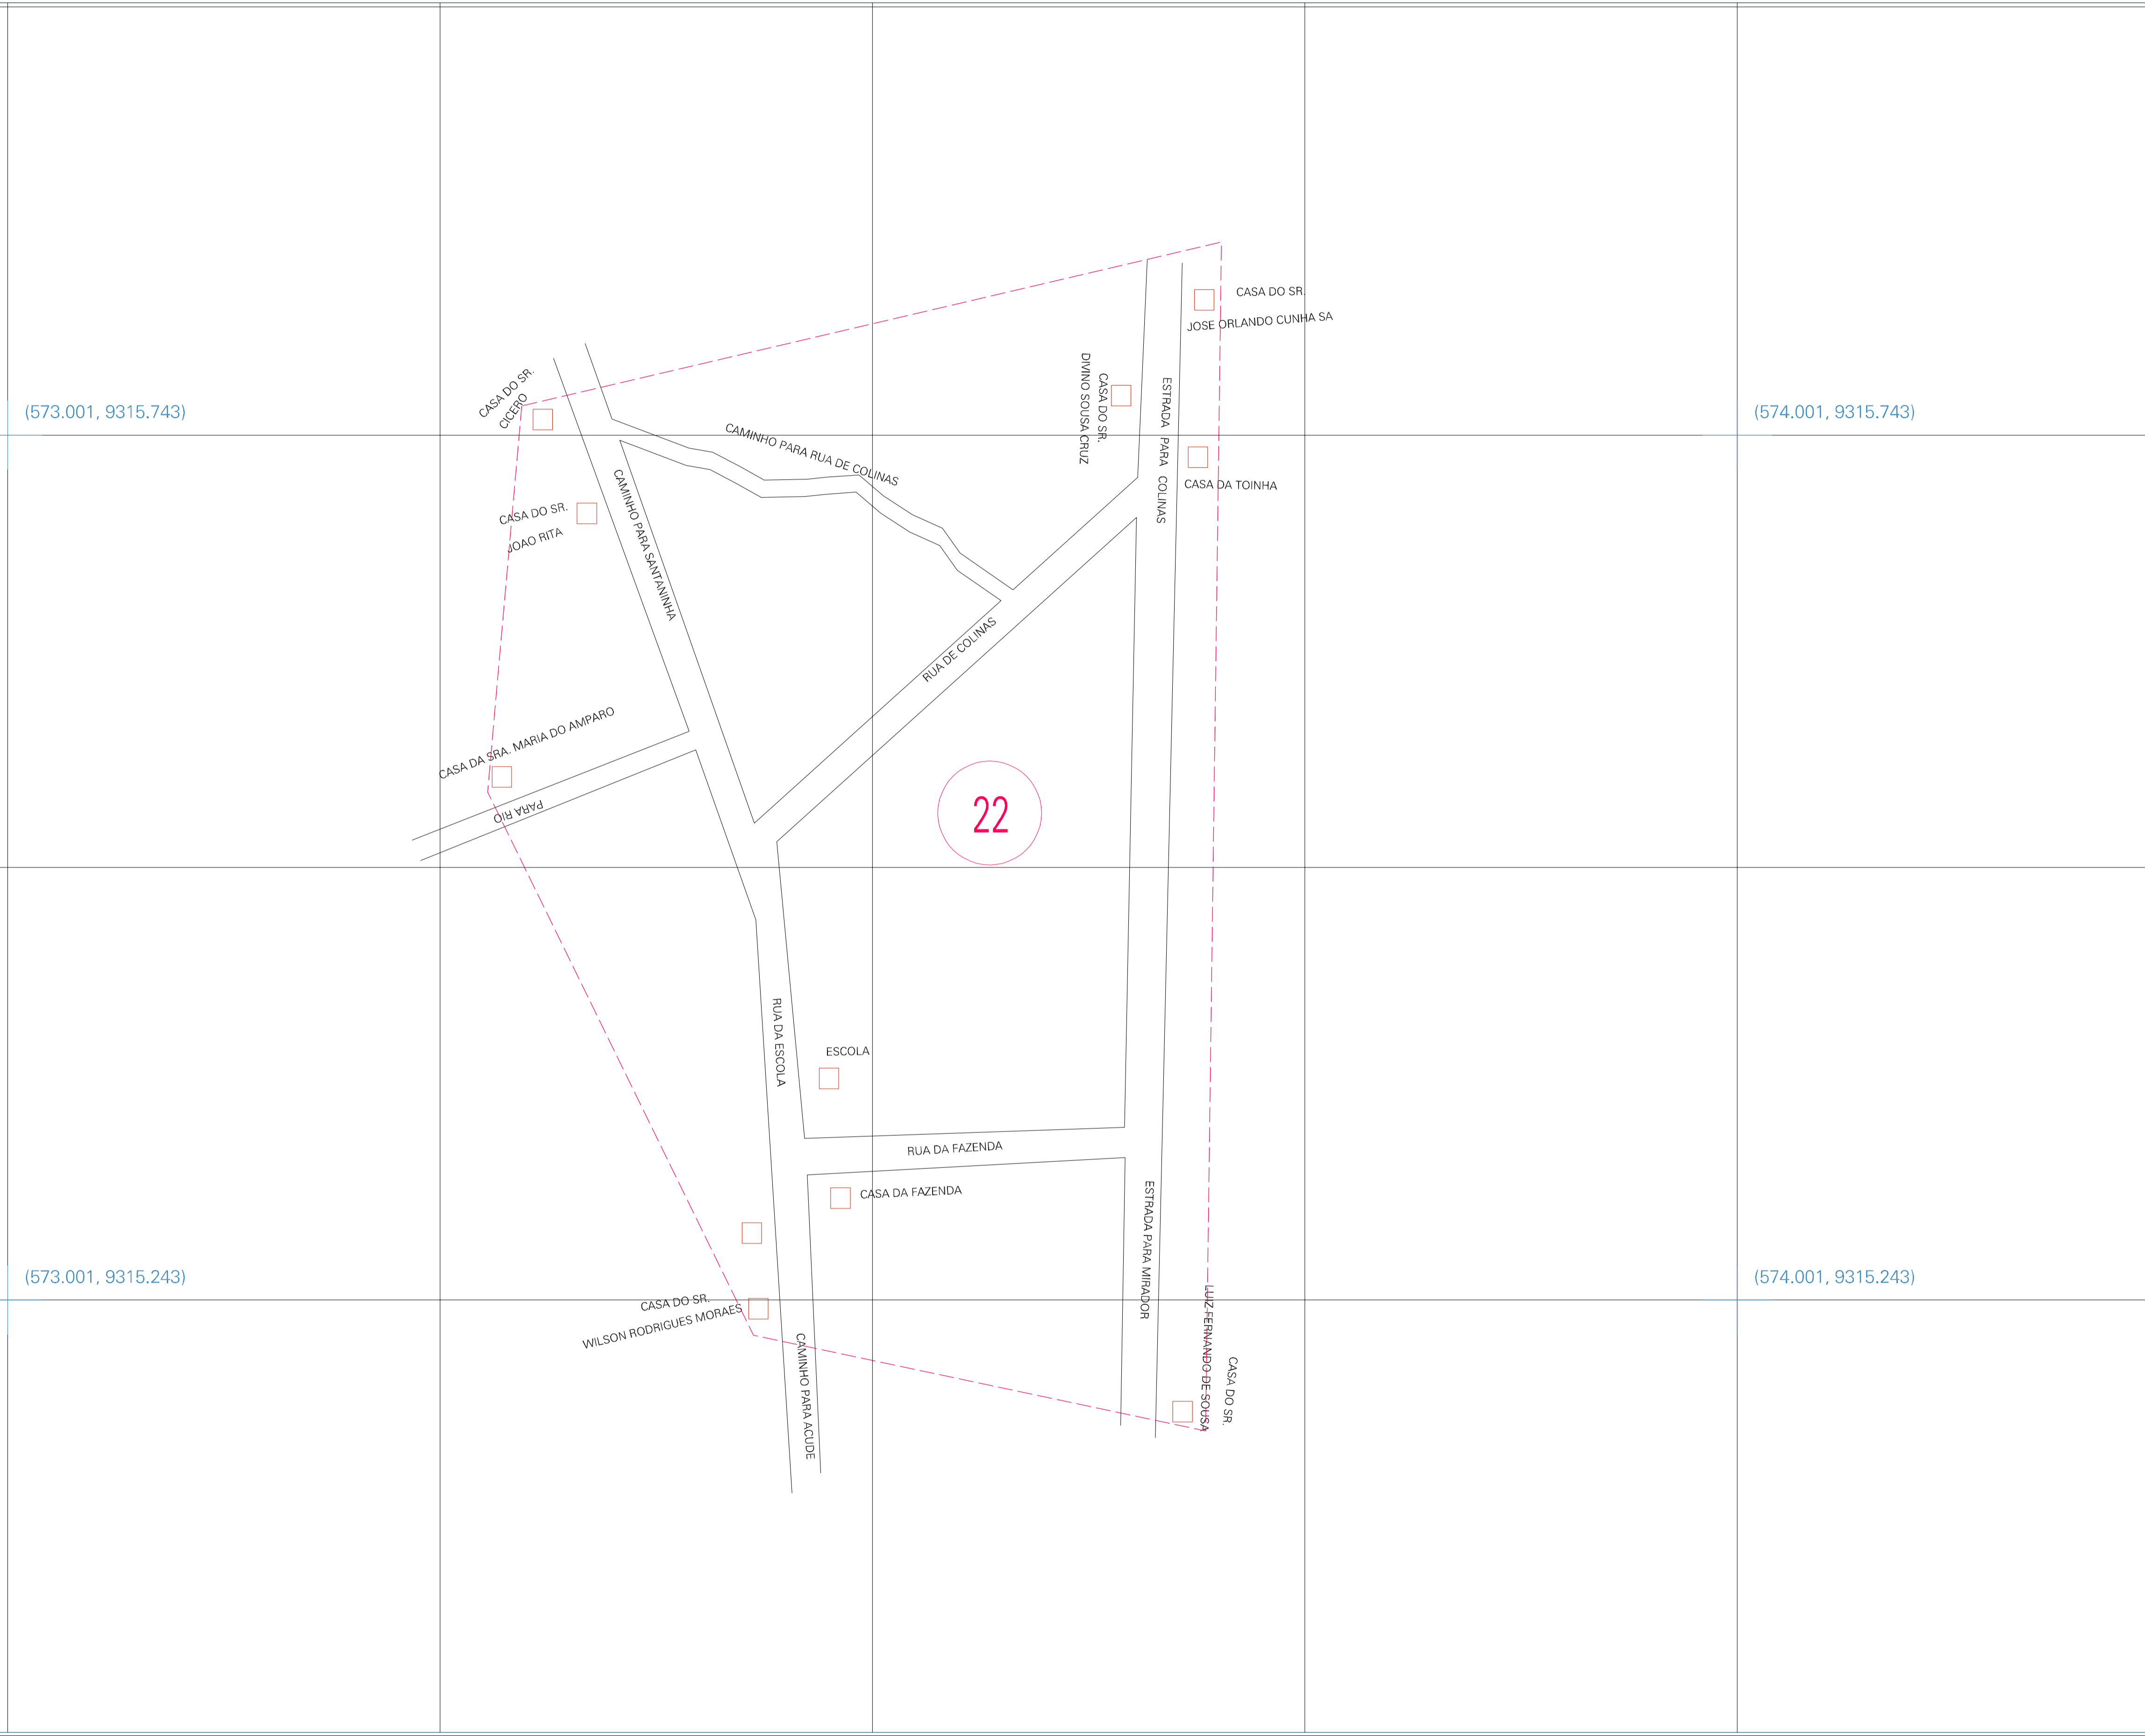 CASA DO SR.
JOSE ORLANDO CUNHA SA
CASA DO SR.
DIVINO SOUSA CRUZ
ESTRADA PARA COLINAS
CASA DO SR.
CICERO
(573.001, 9315.743)
(574.001, 9315.743)
CAMINHO PARA RUA DE COLINAS
CASA DA TOINHA
CAMINHO PARA SANTANINHA
CASA DO SR.
JOAO RITA
RUA DE COLINAS
CASA DA SRA. MARIA DO AMPARO
PARA RIO
22
RUA DA ESCOLA
ESCOLA
RUA DA FAZENDA
CASA DA FAZENDA
ESTRADA PARA MIRADOR
(573.001, 9315.243)
(574.001, 9315.243)
CASA DO SR.
WILSON RODRIGUES MORAES
CAMINHO PARA ACUDE
CASA DO SR.
LUIZ FERNANDO DE SOUSA